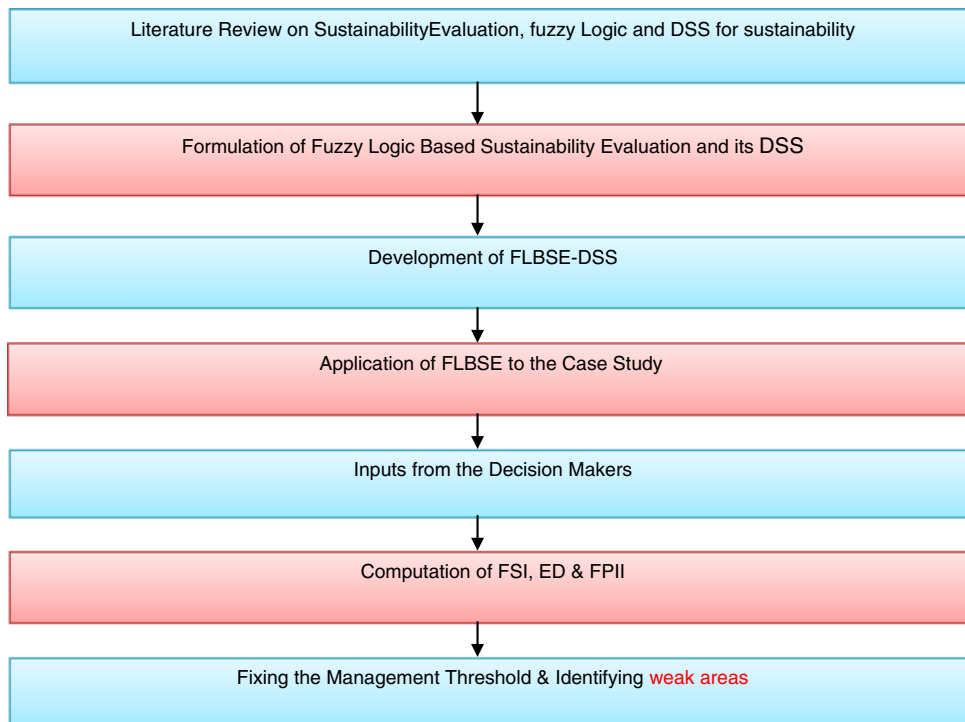 Literature Review on SustainabilityEvaluation, fuzzy Logic and DSS for sustainability
Formulation of Fuzzy Logic Based Sustainability Evaluation and its DSS
Development of FLBSE-DSS
Application of FLBSE to the Case Study
Inputs from the Decision Makers
Computation of FSI, ED & FPII
Fixing the Management Threshold & Identifying weak areas